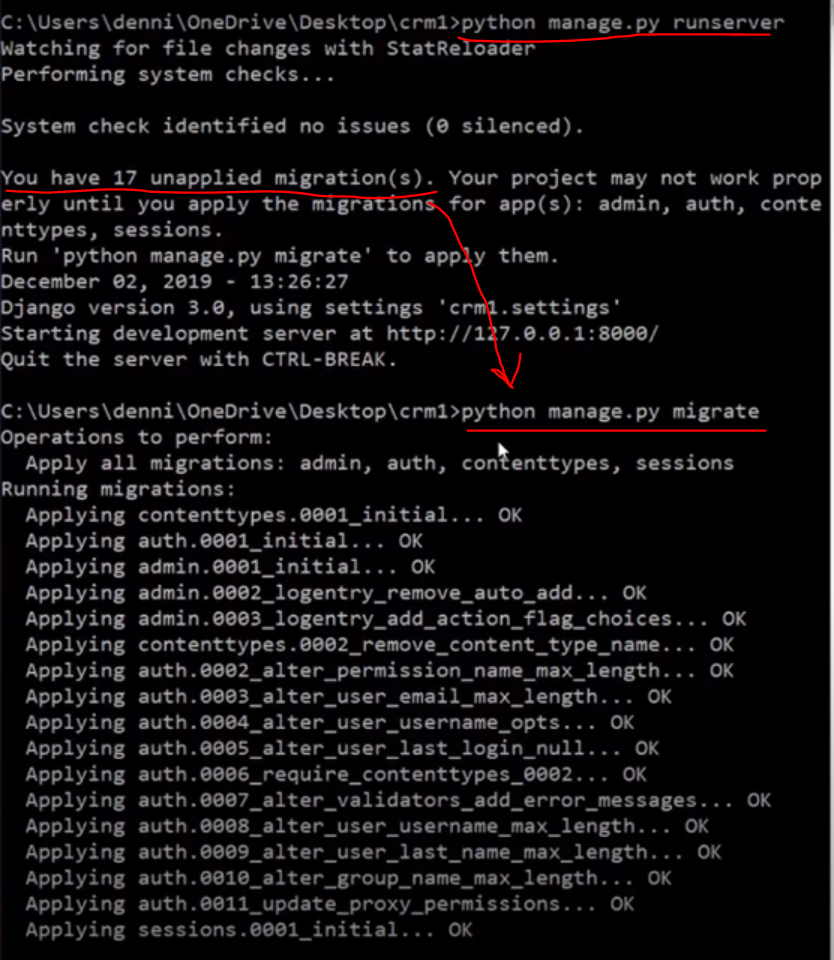 C:\Users\denni\OneDrive\Desktop\crm1>python manage.py runserver
Watching for file changes with StatReloader
Performing system checks...
System check identified no issues (0 silenced).
You have 17 unapplied migration(s). Your project may not work prop
erly until you apply the migrations for app(s): admin, auth, conte
nttypes, sessions.
Run 'python manage.py migrate' to apply them.
December 02, 2019 - 13:26:27
Django version 3.0, using settings 'crm1.settings'
Starting development server at http://127.0.0.1:8000/
Quit the server with CTRL-BREAK.
C:\Users\denni\OneDrive\Desktop\crm1>python manage.py migrate
Operations to perform:
  Apply all migrations: admin, auth, contenttypes, sessions
Running migrations:
  Applying contenttypes.0001_initial... OK
  Applying auth.0001_initial... OK
  Applying admin.0001_initial... OK
  Applying admin.0002_logentry_remove_auto_add... OK
  Applying admin.0003_logentry_add_action_flag_choices... OK
  Applying contenttypes.0002_remove_content_type_name... OK
  Applying auth.0002_alter_permission_name_max_length... OK
  Applying auth.0003_alter_user_email_max_length... OK
  Applying auth.0004_alter_user_username_opts... OK
  Applying auth.0005_alter_user_last_login_null... OK
  Applying auth.0006_require_contenttypes_0002... OK
  Applying auth.0007_alter_validators_add_error_messages... OK
  Applying auth.0008_alter_user_username_max_length... OK
  Applying auth.0009_alter_user_last_name_max_length... OK
  Applying auth.0010_alter_group_name_max_length... OK
  Applying auth.0011_update_proxy_permissions... OK
  Applying sessions.0001_initial... OK